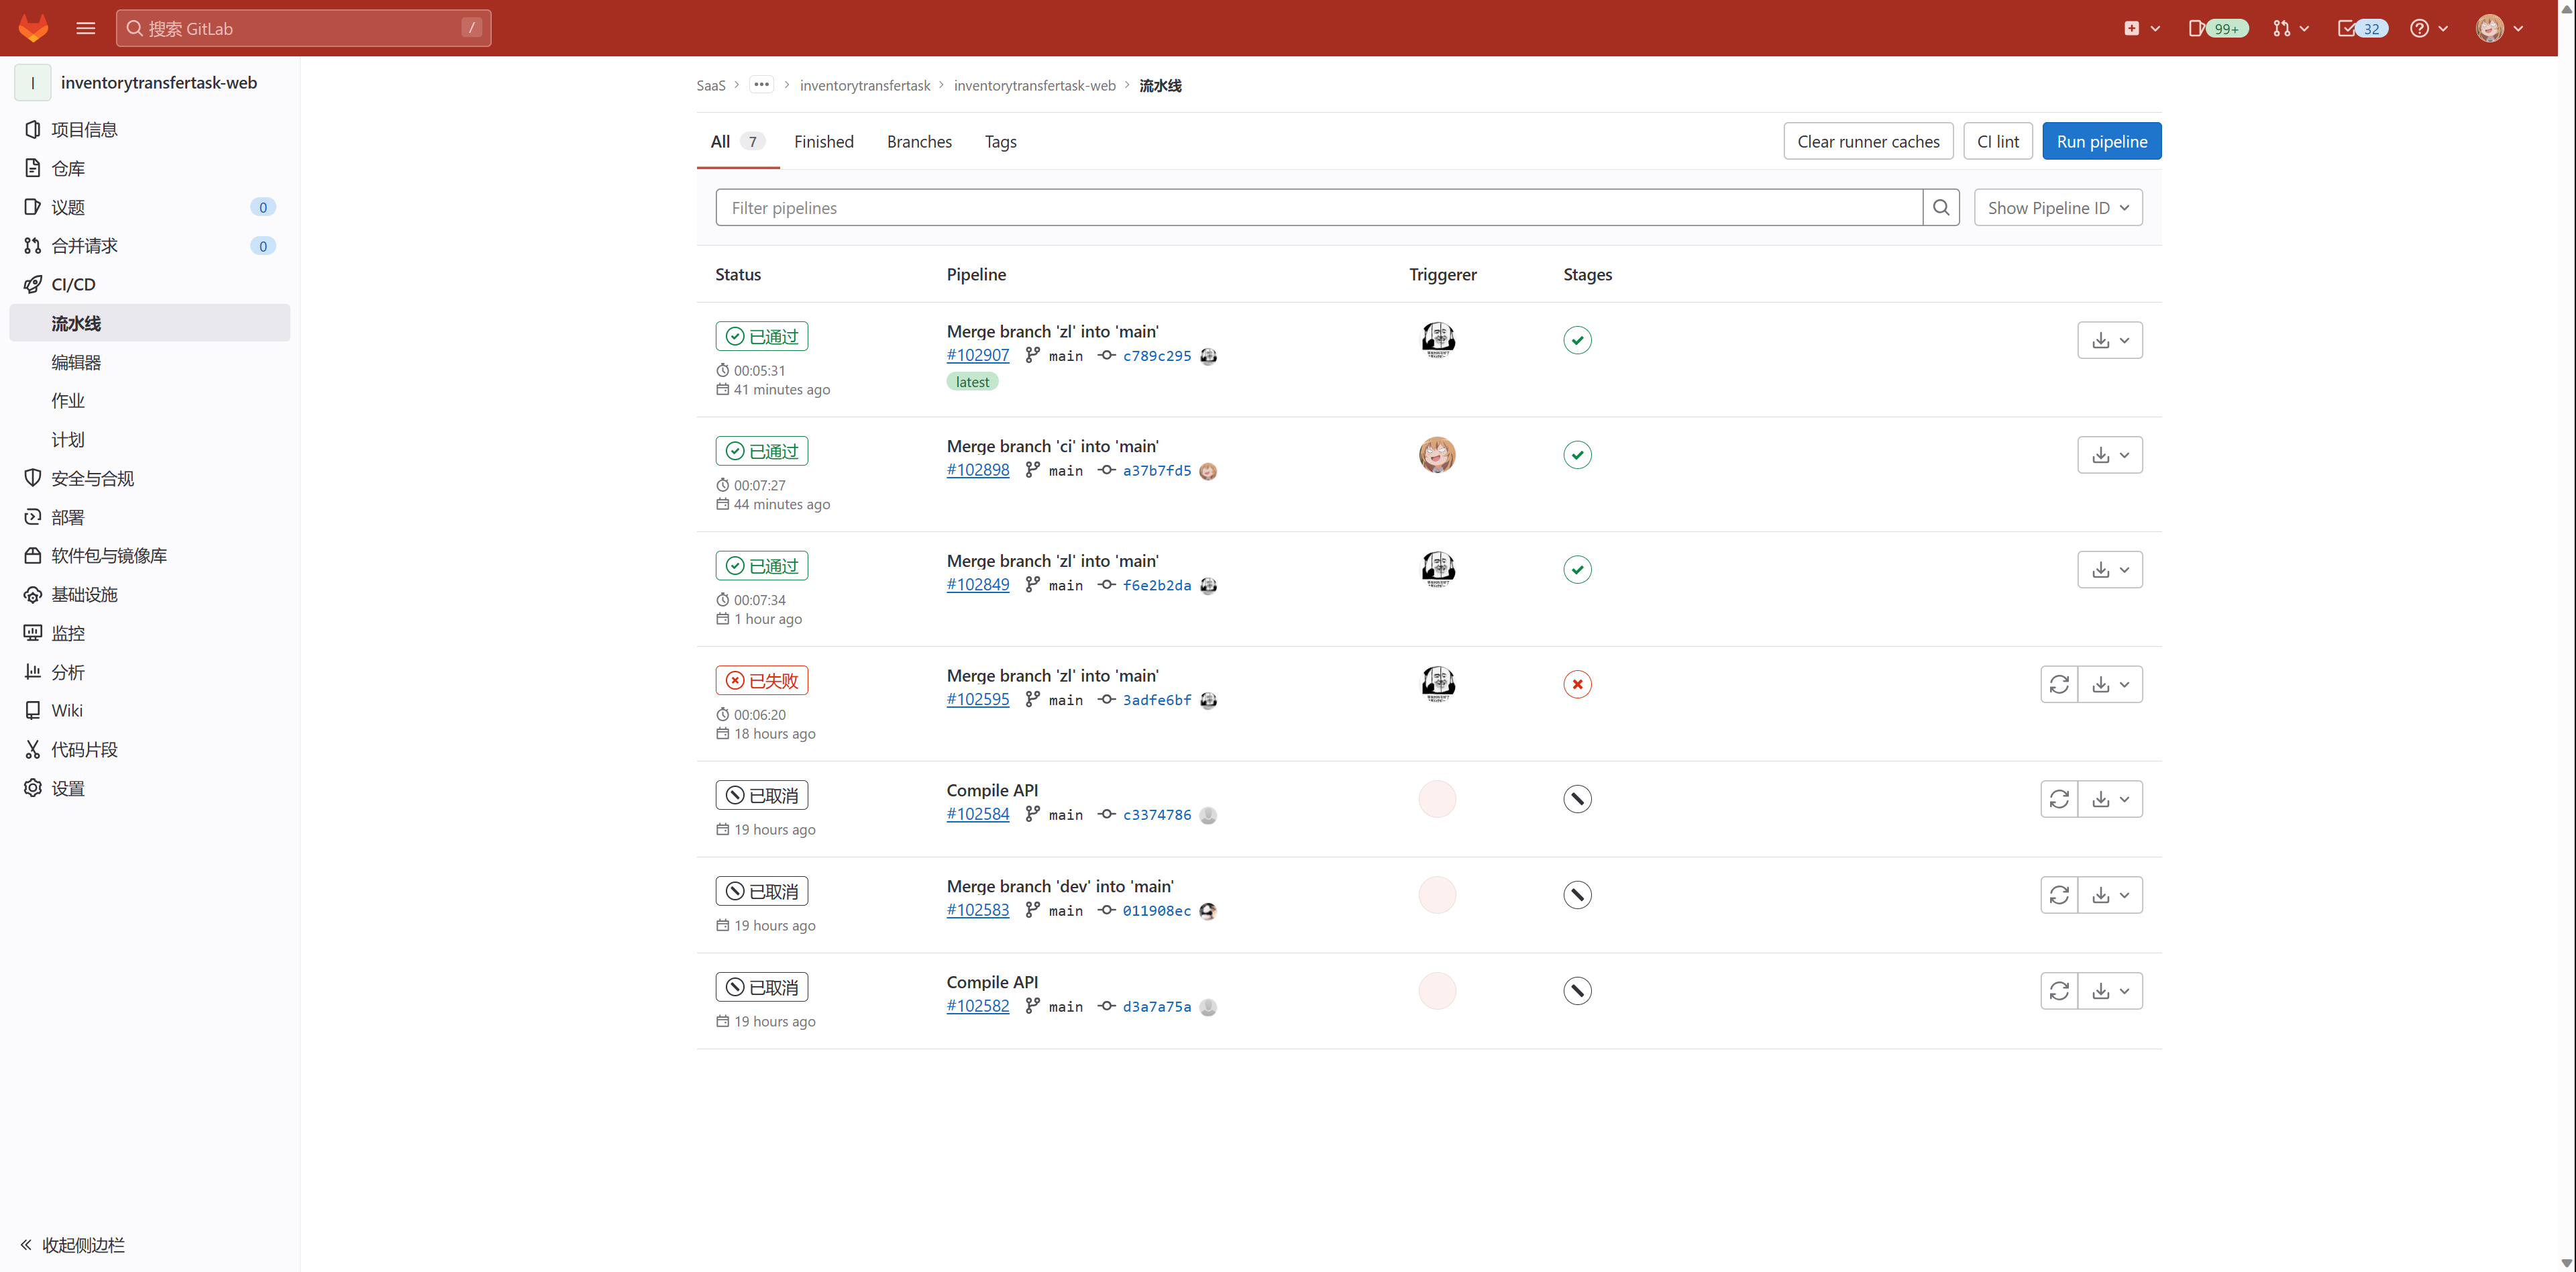 搜索 GitLab /
99+
32
I inventorytransfertask-web
项目信息
仓库
议题 0
合并请求 0
CI/CD
流水线
编辑器
作业
计划
安全与合规
部署
软件包与镜像库
基础设施
监控
分析
Wiki
代码片段
设置
收起侧边栏
SaaS ... inventorytransfertask inventorytransfertask-web 流水线
All 7 Finished Branches Tags
Clear runner caches CI lint Run pipeline
Filter pipelines Show Pipeline ID
Status Pipeline Triggerer Stages
已通过 Merge branch 'zl' into 'main'
#102907 main c789c295
00:05:31 latest
41 minutes ago
已通过 Merge branch 'ci' into 'main'
#102898 main a37b7fd5
00:07:27
44 minutes ago
已通过 Merge branch 'zl' into 'main'
#102849 main f6e2b2da
00:07:34
1 hour ago
已失败 Merge branch 'zl' into 'main'
#102595 main 3adfe6bf
00:06:20
18 hours ago
已取消 Compile API
#102584 main c3374786
19 hours ago
已取消 Merge branch 'dev' into 'main'
#102583 main 011908ec
19 hours ago
已取消 Compile API
#102582 main d3a7a75a
19 hours ago